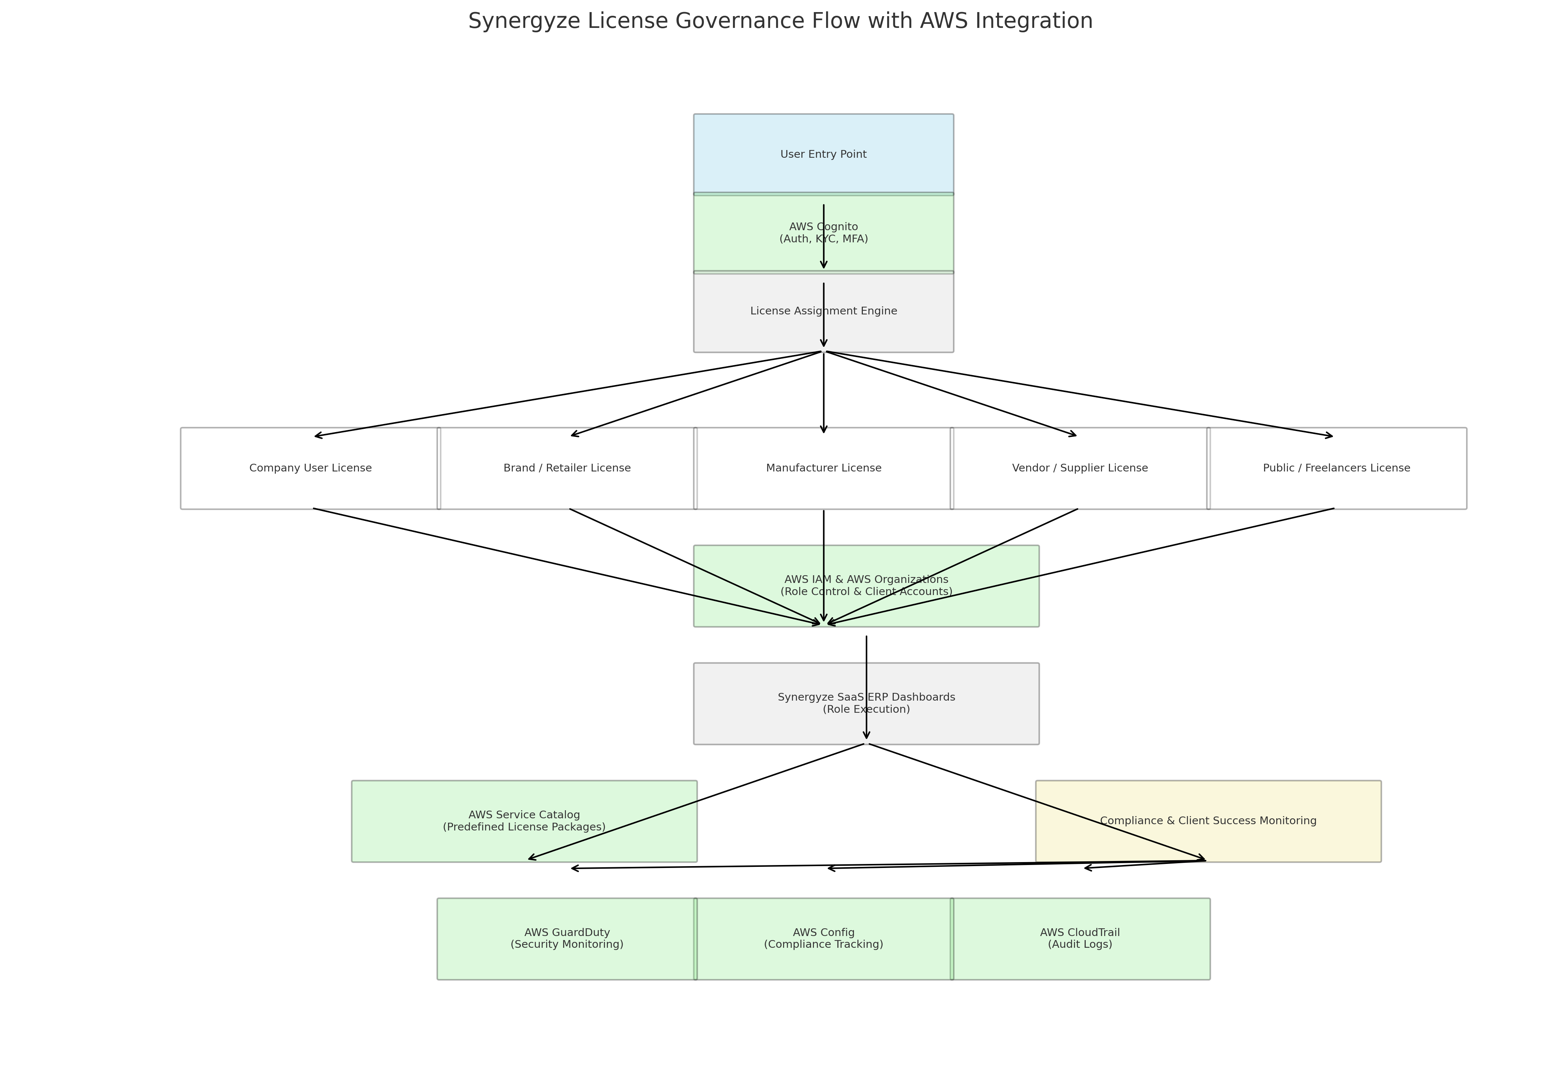 Synergyze License Governance Flow with AWS Integration
User Entry Point
AWS Cognito
(Auth, KYC, MFA)
License Assignment Engine
Company User License
Brand / Retailer License
Manufacturer License
Vendor / Supplier License
Public / Freelancers License
AWS IAM & AWS Organizations
(Role Control & Client Accounts)
Synergyze SaaS ERP Dashboards
(Role Execution)
AWS Service Catalog
(Predefined License Packages)
Compliance & Client Success Monitoring
AWS GuardDuty
(Security Monitoring)
AWS Config
(Compliance Tracking)
AWS CloudTrail
(Audit Logs)